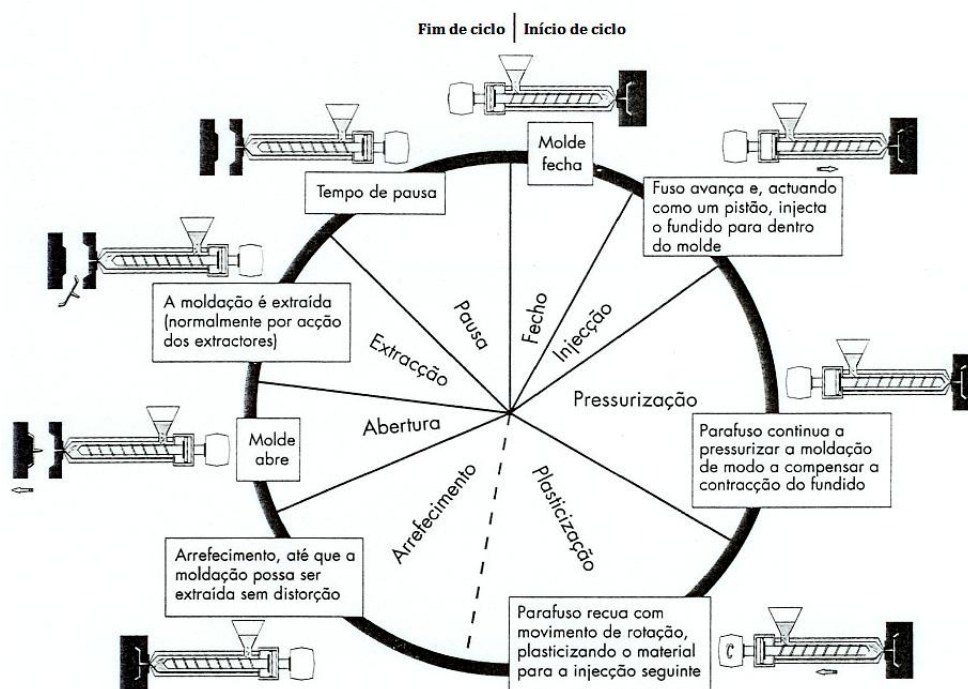 Fim de ciclo | Início de ciclo
Molde
fecha
Fuso avança e, actuando
como um pistão, injecta
o fundido para dentro
do molde
Parafuso continua a
pressurizar a moldação
de modo a compensar a
contracção do fundido
Parafuso recua com
movimento de rotação,
plasticizando o material
para a injecção seguinte
Arrefecimento, até que a
moldação possa ser
extraída sem distorção
Molde
abre
A moldação é extraída
(normalmente por acção
dos extractores)
Tempo de pausa
Fecho
Injecção
Pressurização
Plasticização
Arrefecimento
Abertura
Extracção
Pausa